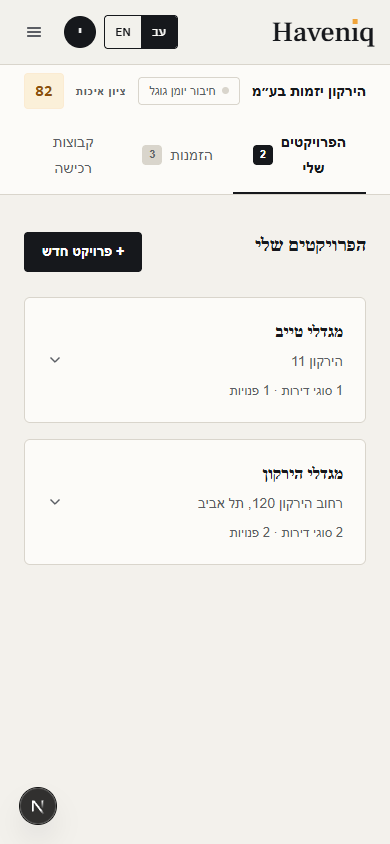 Haveniq
עב
EN
י
הירקון יזמות בע״מ
חיבור יומן גוגל
ציון איכות
82
הפרויקטים שלי
2
הזמנות
3
קבוצות רכישה
הפרויקטים שלי
+ פרויקט חדש
מגדלי טייב
הירקון 11
1 סוגי דירות · 1 פנויות
מגדלי הירקון
רחוב הירקון 120, תל אביב
2 סוגי דירות · 2 פנויות
N